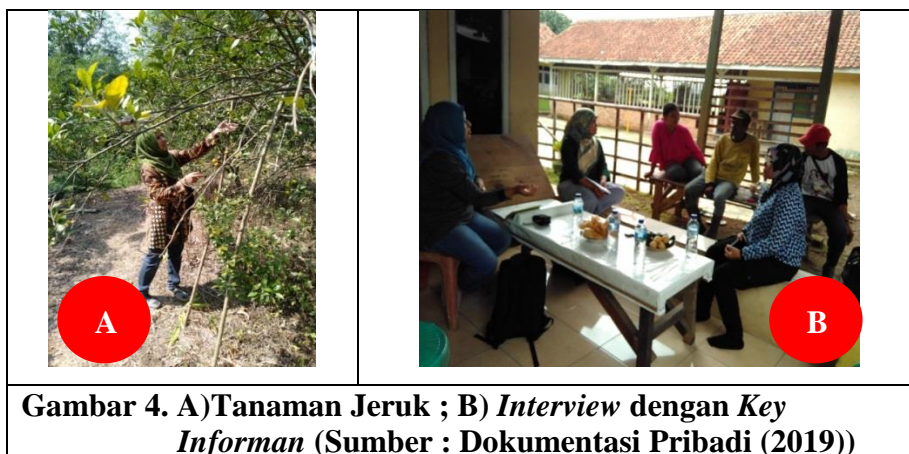 A
B
Gambar 4. A)Tanaman Jeruk ; B) Interview dengan Key
Informan (Sumber : Dokumentasi Pribadi (2019))